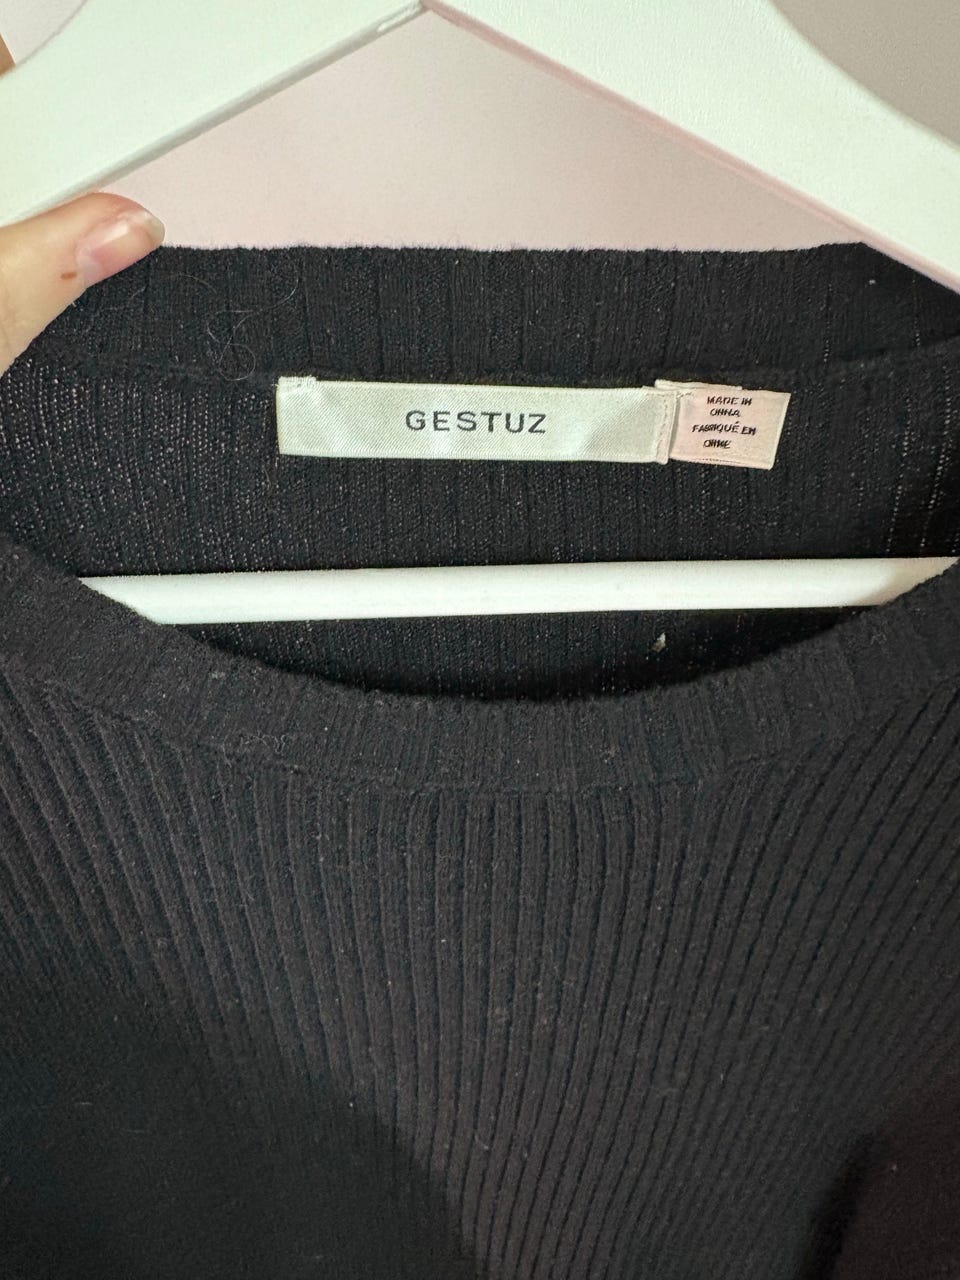 GESTUZ
MADE IN
CHINA
FABRIQUÉ EN
CHINE